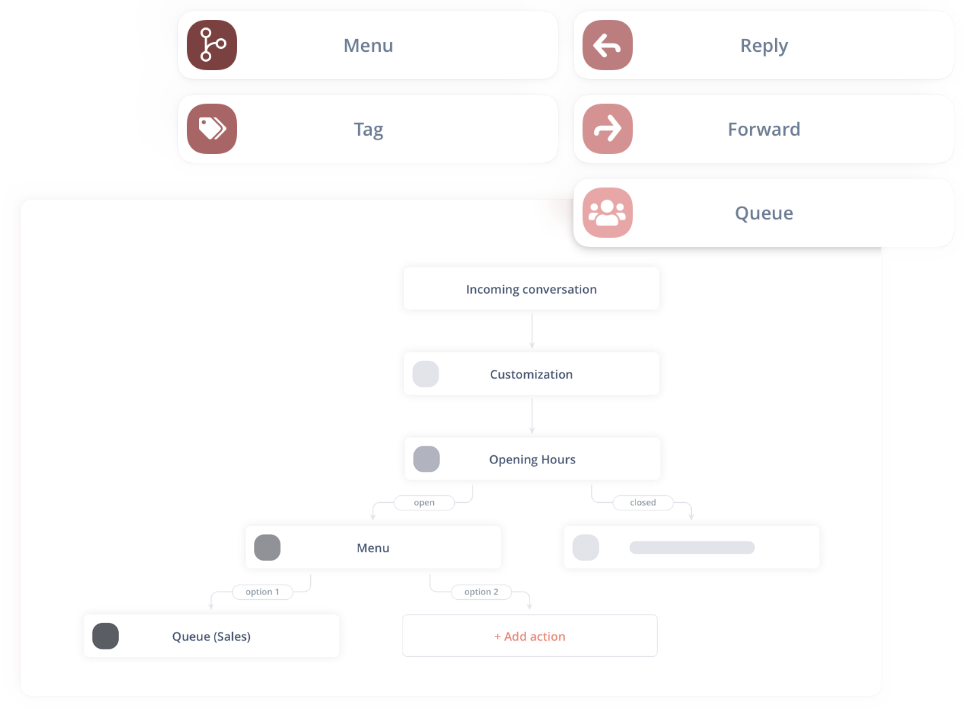 Menu
Reply
Tag
Forward
Queue
Incoming conversation
Customization
Opening Hours
open
closed
Menu
option 1
option 2
Queue (Sales)
+ Add action